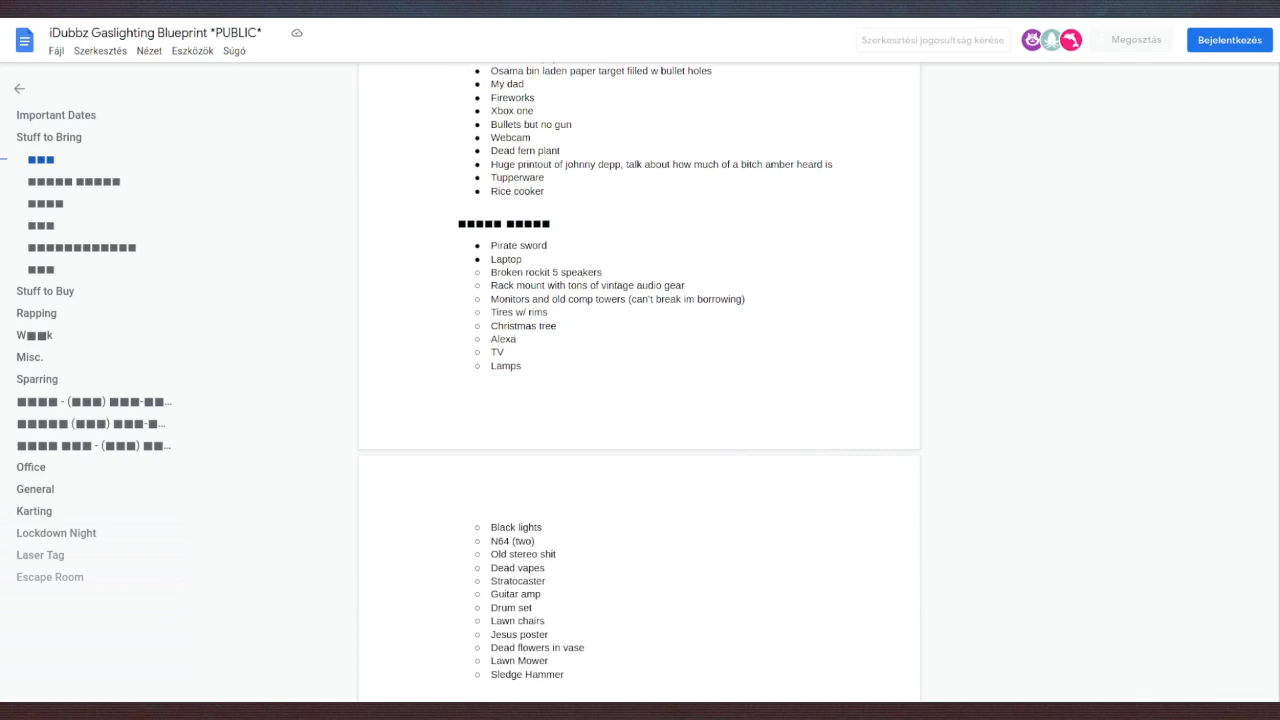 iDubbz Gaslighting Blueprint *PUBLIC*
Fájl Szerkesztés Nézet Eszközök Súgó
Szerkesztési jogosultság kérése
Megosztás
Bejelentkezés
Important Dates
Stuff to Bring
■■■
■■■■■ ■■■■■
■■■■
■■■
■■■■■■■■■■■■
■■■
Stuff to Buy
Rapping
W■■k
Misc.
Sparring
■■■■ - (■■■) ■■■-■■...
■■■■■ (■■■) ■■■-■...
■■■■ ■■■ - (■■■) ■■...
Office
General
Karting
Lockdown Night
Laser Tag
Escape Room
● Osama bin laden paper target filled w bullet holes
● My dad
● Fireworks
● Xbox one
● Bullets but no gun
● Webcam
● Dead fern plant
● Huge printout of johnny depp, talk about how much of a bitch amber heard is
● Tupperware
● Rice cooker
■■■■■ ■■■■■
● Pirate sword
● Laptop
○ Broken rockit 5 speakers
○ Rack mount with tons of vintage audio gear
○ Monitors and old comp towers (can't break im borrowing)
○ Tires w/ rims
○ Christmas tree
○ Alexa
○ TV
○ Lamps
○ Black lights
○ N64 (two)
○ Old stereo shit
○ Dead vapes
○ Stratocaster
○ Guitar amp
○ Drum set
○ Lawn chairs
○ Jesus poster
○ Dead flowers in vase
○ Lawn Mower
○ Sledge Hammer